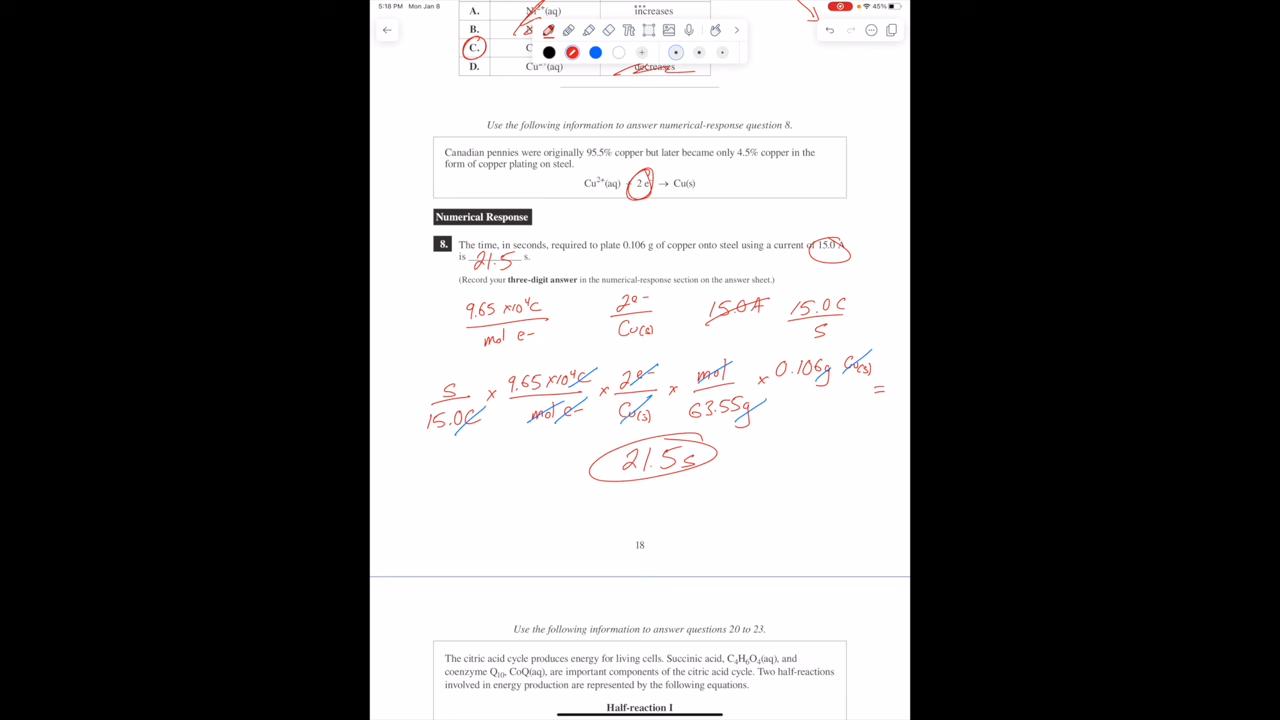 5:18 PM Mon Jan 8
45%
A. Ni²⁺(aq) increases
B. N
C. C
D. Cu²⁺(aq) decreases
Use the following information to answer numerical-response question 8.
Canadian pennies were originally 95.5% copper but later became only 4.5% copper in the
form of copper plating on steel.
Cu²⁺(aq) + 2 e⁻ → Cu(s)
Numerical Response
8. The time, in seconds, required to plate 0.106 g of copper onto steel using a current of 15.0 A
is 21.5 s.
(Record your three-digit answer in the numerical-response section on the answer sheet.)
9.65 x10⁴C / mol e- 2e- / Cu(s) 15.0A 15.0C / S
S / 15.0C x 9.65 x10⁴C / mol e- x 2e- / Cu(s) x mol / 63.55g x 0.106g Cu(s) =
21.5s
18
Use the following information to answer questions 20 to 23.
The citric acid cycle produces energy for living cells. Succinic acid, C₄H₆O₄(aq), and
coenzyme Q₁₀, CoQ(aq), are important components of the citric acid cycle. Two half-reactions
involved in energy production are represented by the following equations.
Half-reaction I